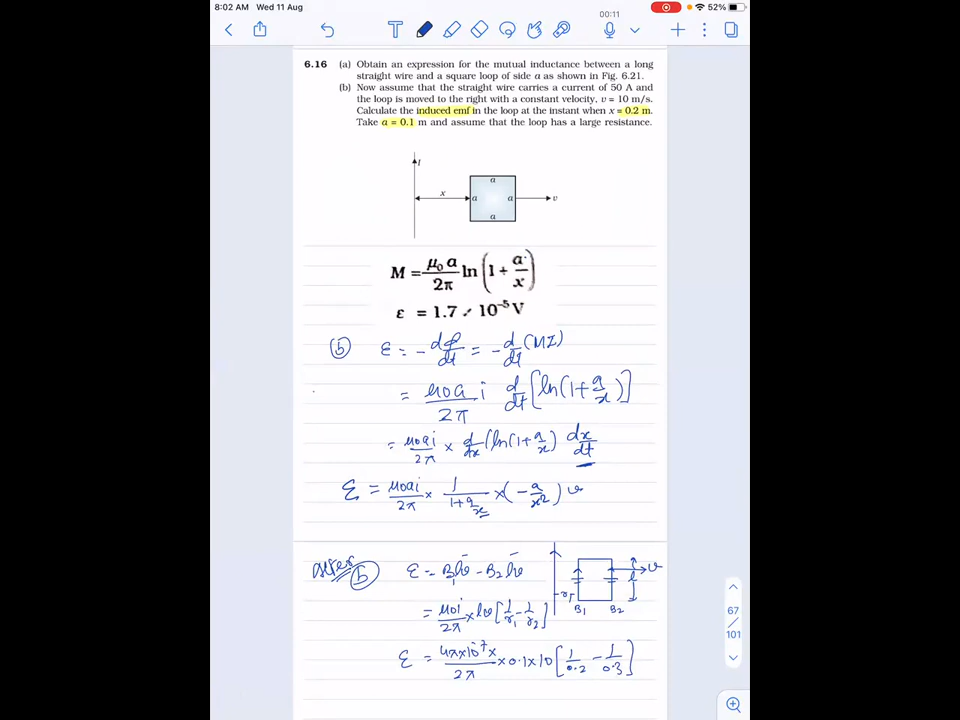 8:02 AM Wed 11 Aug
00:11
52%
6.16 (a) Obtain an expression for the mutual inductance between a long
straight wire and a square loop of side a as shown in Fig. 6.21.
(b) Now assume that the straight wire carries a current of 50 A and
the loop is moved to the right with a constant velocity, v = 10 m/s.
Calculate the induced emf in the loop at the instant when x = 0.2 m.
Take a = 0.1 m and assume that the loop has a large resistance.
I
a
x a a v
a
M = μ₀ a / 2π ln (1 + a/x)
ε = 1.7 × 10⁻⁵ V
(b) ε = - dφ/dt = - d/dt (MI)
= μ0a/2π i d/dt [ln(1+a/x)]
= μ0ai/2π × d/dx (ln(1+a/x) dx/dt
ε = μ0ai/2π × 1/(1+a/x) × (-a/x²) v
b ε = B₁lv - B₂lv
v
l
r₁
B₁ B₂
= μ0i/2π × lv [1/r₁ - 1/r₂]
ε = 4π×10⁻⁷×/2π × 0.1×10 [1/0.2 - 1/0.3]
67
101